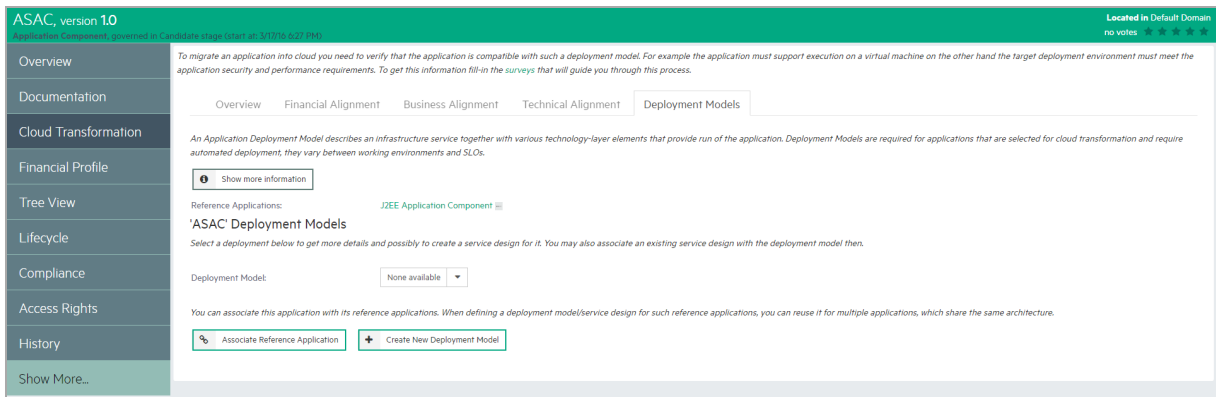 ASAC, version 1.0
Located in Default Domain
Application Component, governed in Candidate stage (start at: 3/17/16 6:27 PM)
no votes
Overview
Documentation
Cloud Transformation
Financial Profile
Tree View
Lifecycle
Compliance
Access Rights
History
Show More...
To migrate an application into cloud you need to verify that the application is compatible with such a deployment model. For example the application must support execution on a virtual machine on the other hand the target deployment environment must meet the
application security and performance requirements. To get this information fill-in the surveys that will guide you through this process.
Overview Financial Alignment Business Alignment Technical Alignment Deployment Models
An Application Deployment Model describes an infrastructure service together with various technology-layer elements that provide run of the application. Deployment Models are required for applications that are selected for cloud transformation and require
automated deployment, they vary between working environments and SLOs.
Show more information
Reference Applications: J2EE Application Component
'ASAC' Deployment Models
Select a deployment below to get more details and possibly to create a service design for it. You may also associate an existing service design with the deployment model then.
Deployment Model: None available
You can associate this application with its reference applications. When defining a deployment model/service design for such reference applications, you can reuse it for multiple applications, which share the same architecture.
Associate Reference Application Create New Deployment Model